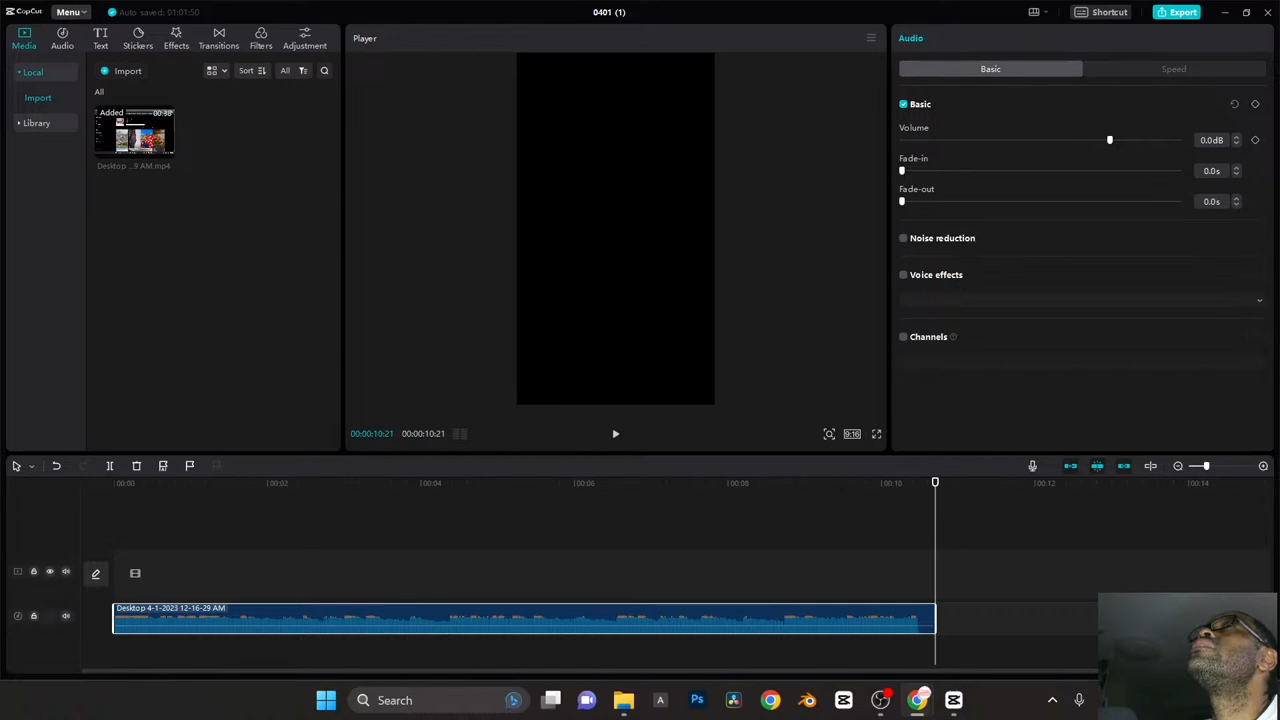 CapCut Menu Auto saved: 01:01:50 0401 (1) Shortcut Export
Media Audio Text Stickers Effects Transitions Filters Adjustment
Local
Import
Library
Import Sort All
All
Added 00:38
Desktop ...9 AM.mp4
Player
00:00:10:21 00:00:10:21 9:16
Audio
Basic Speed
Basic
Volume
0.0dB
Fade-in
0.0s
Fade-out
0.0s
Noise reduction
Voice effects
Channels
00:00 00:02 00:04 00:06 00:08 00:10 00:12 00:14
Desktop 4-1-2023 12-16-29 AM
Search A Ps